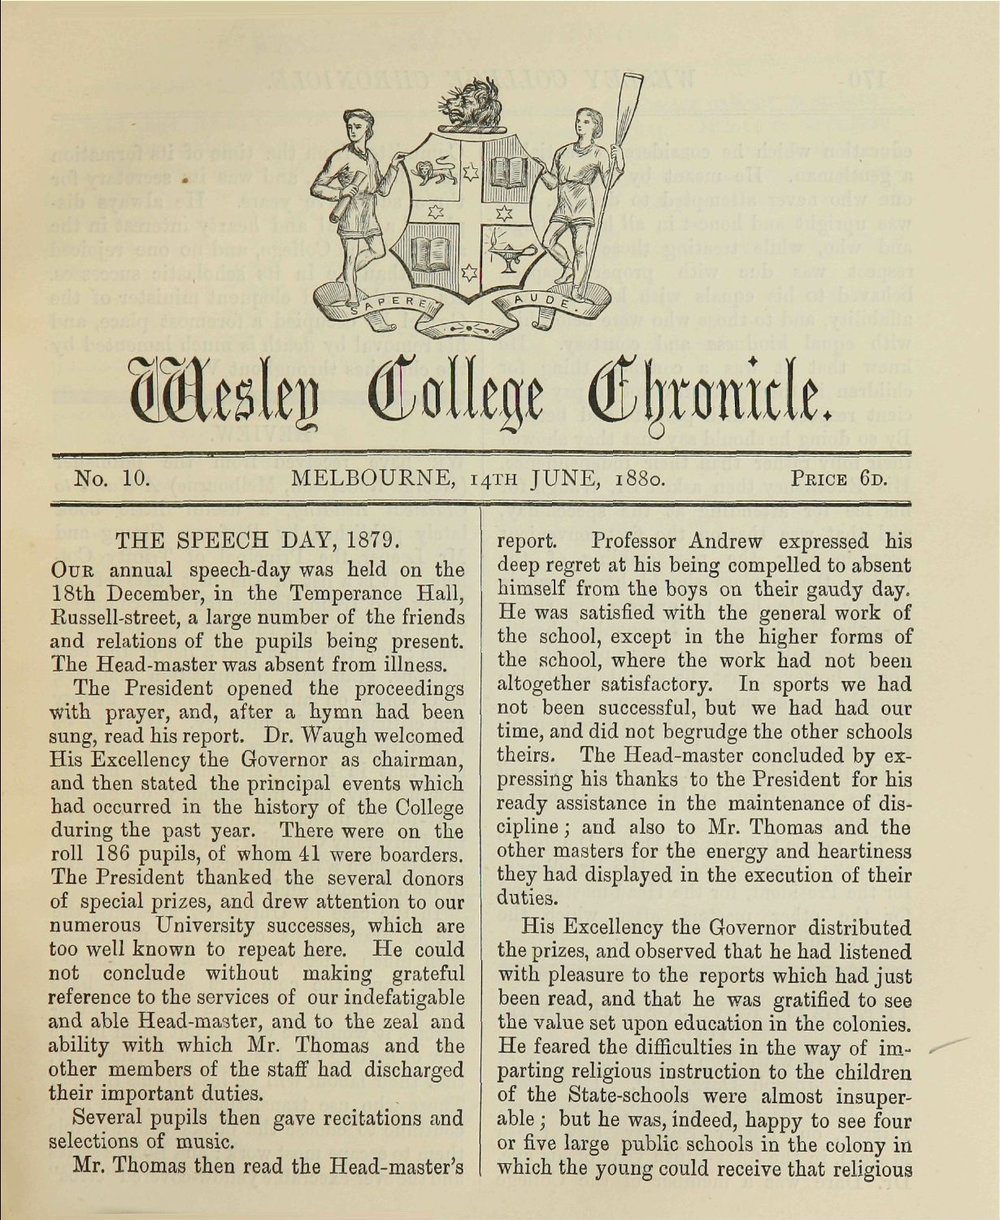 SAPERE AUDE.
Wesley College Chronicle.
No. 10. MELBOURNE, 14TH JUNE, 1880. PRICE 6D.
THE SPEECH DAY, 1879.
OUR annual speech-day was held on the
18th December, in the Temperance Hall,
Russell-street, a large number of the friends
and relations of the pupils being present.
The Head-master was absent from illness.
The President opened the proceedings
with prayer, and, after a hymn had been
sung, read his report. Dr. Waugh welcomed
His Excellency the Governor as chairman,
and then stated the principal events which
had occurred in the history of the College
during the past year. There were on the
roll 186 pupils, of whom 41 were boarders.
The President thanked the several donors
of special prizes, and drew attention to our
numerous University successes, which are
too well known to repeat here. He could
not conclude without making grateful
reference to the services of our indefatigable
and able Head-master, and to the zeal and
ability with which Mr. Thomas and the
other members of the staff had discharged
their important duties.
Several pupils then gave recitations and
selections of music.
Mr. Thomas then read the Head-master's
report. Professor Andrew expressed his
deep regret at his being compelled to absent
himself from the boys on their gaudy day.
He was satisfied with the general work of
the school, except in the higher forms of
the school, where the work had not been
altogether satisfactory. In sports we had
not been successful, but we had had our
time, and did not begrudge the other schools
theirs. The Head-master concluded by ex-
pressing his thanks to the President for his
ready assistance in the maintenance of dis-
cipline; and also to Mr. Thomas and the
other masters for the energy and heartiness
they had displayed in the execution of their
duties.
His Excellency the Governor distributed
the prizes, and observed that he had listened
with pleasure to the reports which had just
been read, and that he was gratified to see
the value set upon education in the colonies.
He feared the difficulties in the way of im-
parting religious instruction to the children
of the State-schools were almost insuper-
able; but he was, indeed, happy to see four
or five large public schools in the colony in
which the young could receive that religious